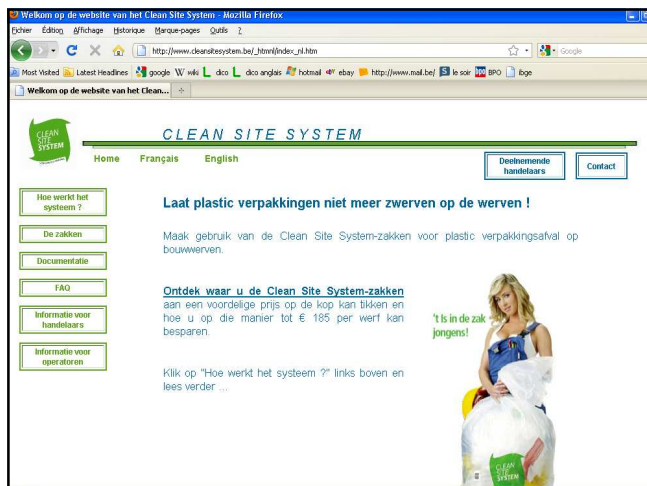 Welkom op de website van het Clean Site System - Mozilla Firefox
Fichier Édition Affichage Historique Marque-pages Outils ?
http://www.cleansitesystem.be/_htmnl/index_nl.htm
Google
Most Visited Latest Headlines google W wiki L dico L dico anglais hotmail ebay http://www.mail.be/ S le soir BPO ibge
Welkom op de website van het Clean...
CLEAN
SITE
SYSTEM
CLEAN SITE SYSTEM
Home Français English
Deelnemende
handelaars
Contact
Hoe werkt het
systeem ?
De zakken
Documentatie
FAQ
Informatie voor
handelaars
Informatie voor
operatoren
Laat plastic verpakkingen niet meer zwerven op de werven !
Maak gebruik van de Clean Site System-zakken voor plastic verpakkingsafval op
bouwwerven.
Ontdek waar u de Clean Site System-zakken
aan een voordelige prijs op de kop kan tikken en
hoe u op die manier tot € 185 per werf kan
besparen.
Klik op "Hoe werkt het systeem ?" links boven en
lees verder ...
't Is in de zak
jongens!
CLEAN
SITE
SYSTEM